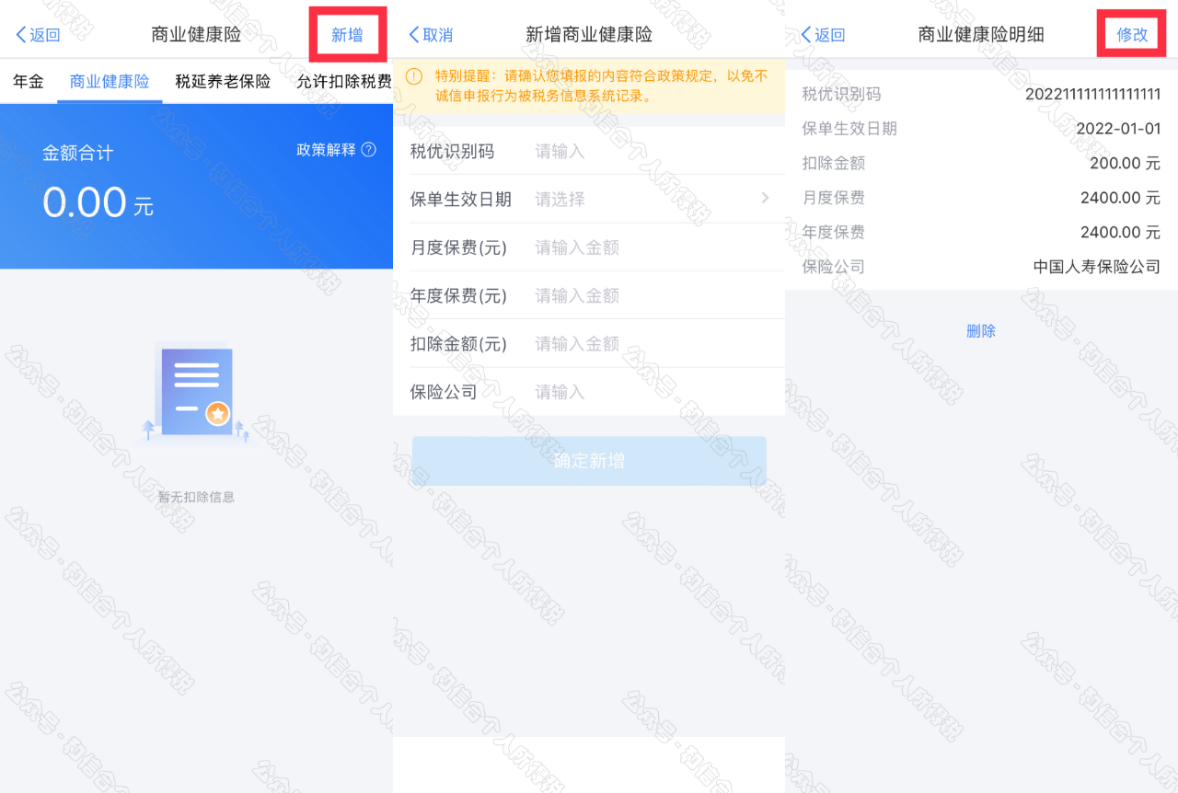 返回
商业健康险
新增
年金 商业健康险 税延养老保险 允许扣除税费
金额合计
政策解释
0.00 元
暂无扣除信息
取消
新增商业健康险
特别提醒：请确认您填报的内容符合政策规定，以免不
诚信申报行为被税务信息系统记录。
税优识别码 请输入
保单生效日期 请选择
月度保费(元) 请输入金额
年度保费(元) 请输入金额
扣除金额(元) 请输入金额
保险公司 请输入
确定新增
返回
商业健康险明细
修改
税优识别码 202211111111111111
保单生效日期 2022-01-01
扣除金额 200.00 元
月度保费 2400.00 元
年度保费 2400.00 元
保险公司 中国人寿保险公司
删除